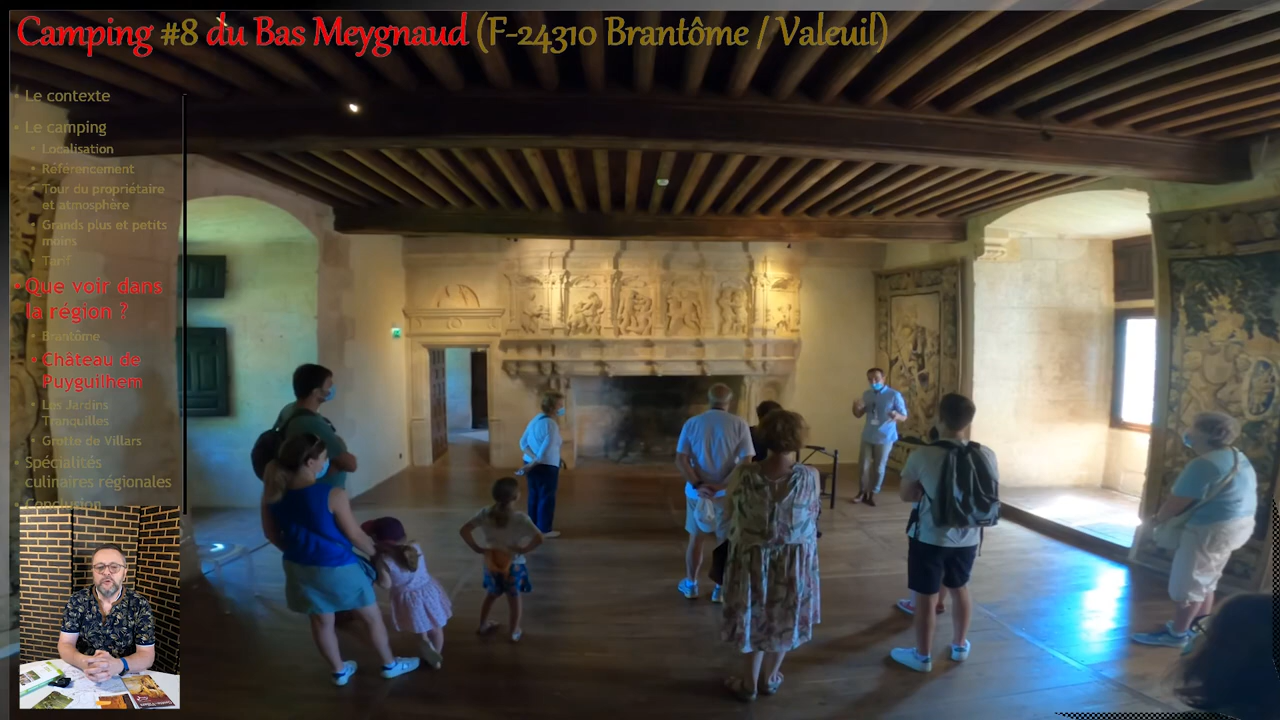 Camping #8 du Bas Meygnaud (F-24310 Brantôme / Valeuil)
• Le contexte
• Le camping
• Localisation
• Référencement
• Tour du propriétaire
et atmosphère
• Grands plus et petits
moins
• Tarif
• Que voir dans
la région ?
• Brantôme
• Château de
Puyguilhem
• Les Jardins
Tranquilles
• Grotte de Villars
• Spécialités
culinaires régionales
• Conclusion